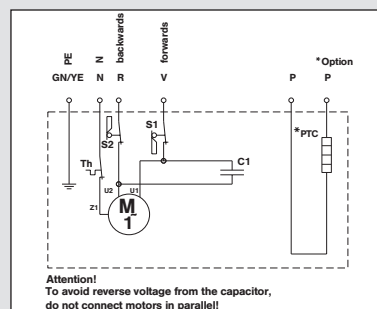 PE
N
backwards
forwards
*Option
GN/YE
N
R
V
P
P
S1
S2
*PTC
Th
C1
U2
U1
Z1
M
1~
Attention!
To avoid reverse voltage from the capacitor,
do not connect motors in parallel!